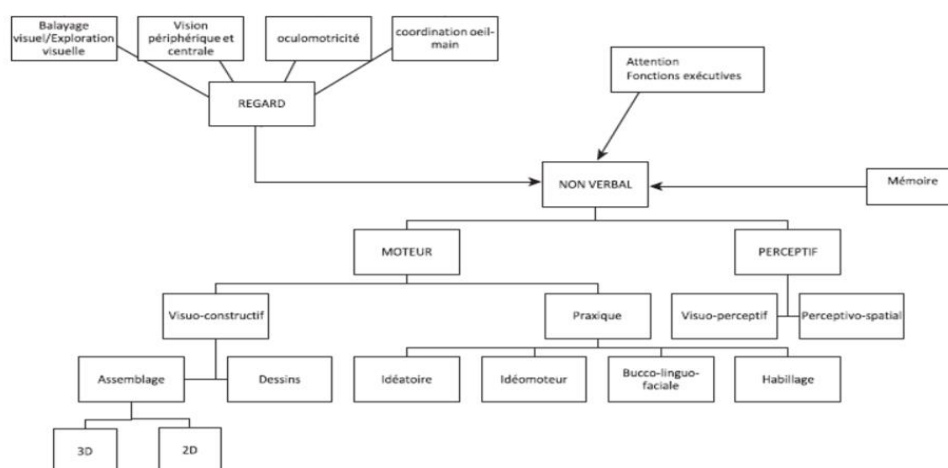 Balayage
visuel/Exploration
visuelle
Vision
périphérique et
centrale
oculomotricité
coordination oeil-
main
REGARD
Attention
Fonctions exécutives
NON VERBAL
Mémoire
MOTEUR
PERCEPTIF
Visuo-constructif
Praxique
Visuo-perceptif
Perceptivo-spatial
Assemblage
Dessins
Idéatoire
Idéomoteur
Bucco-linguo-
faciale
Habillage
3D
2D